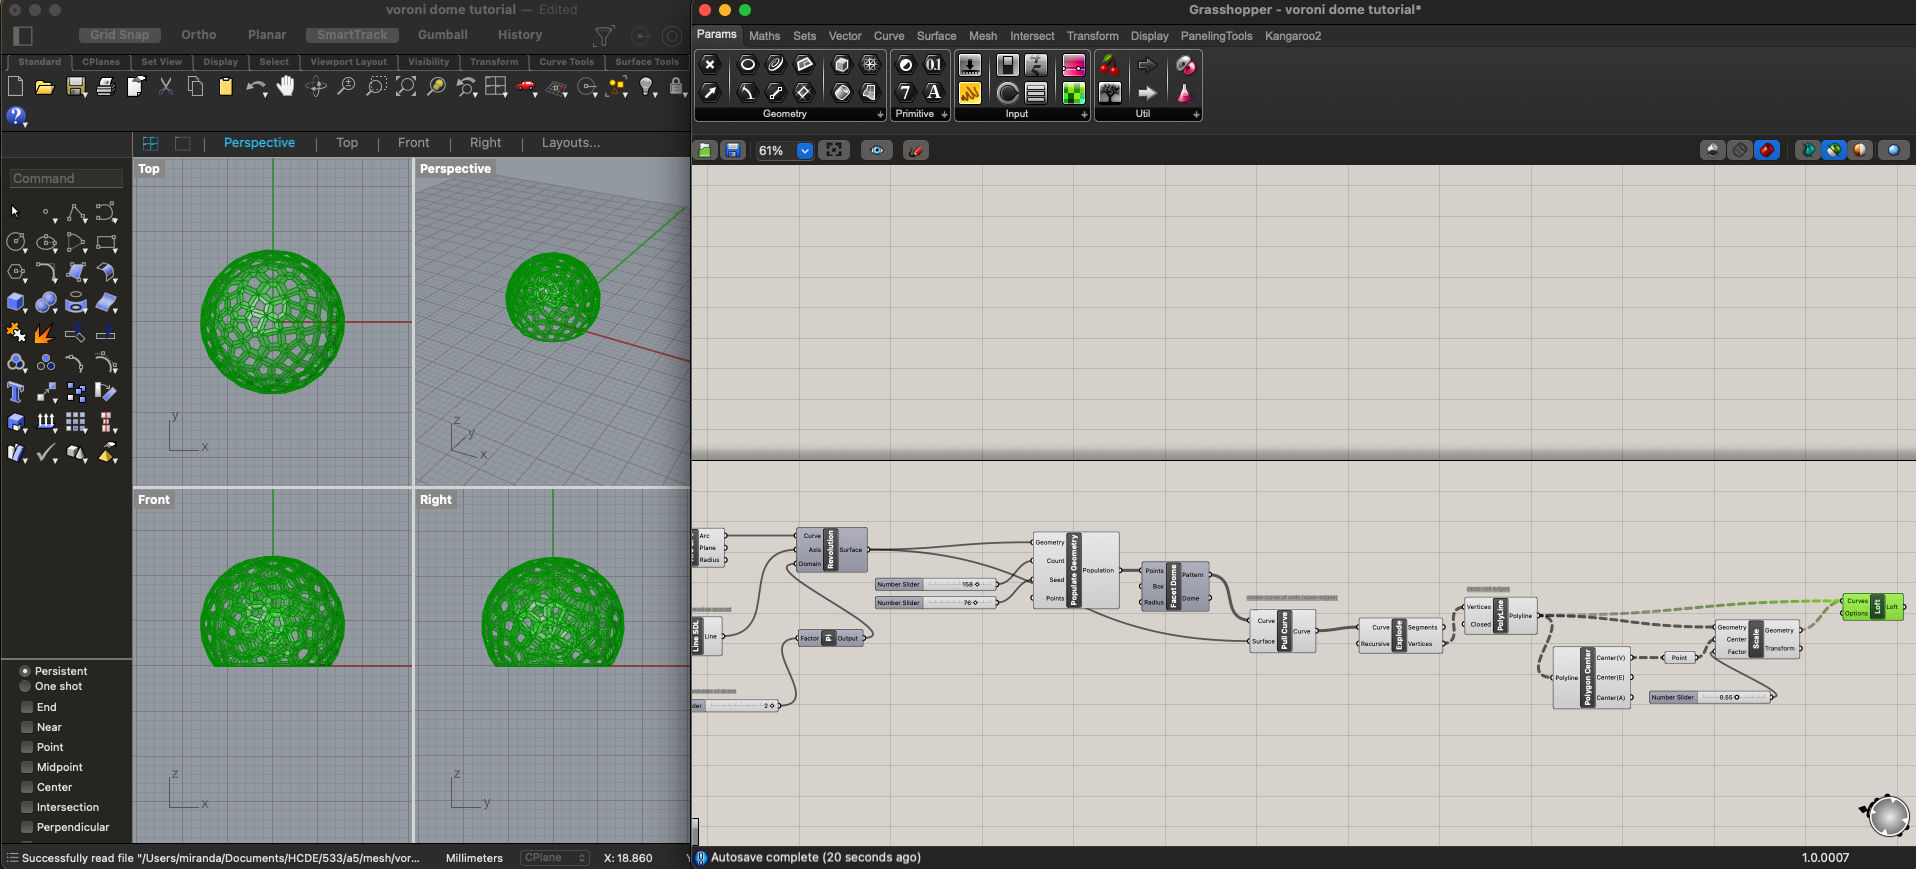 voroni dome tutorial — Edited
Grid Snap
Ortho
Planar
SmartTrack
Gumball
History
Standard
CPlanes
Set View
Display
Select
Viewport Layout
Visibility
Transform
Curve Tools
Surface Tools
Perspective
Top
Front
Right
Layouts...
Command
Top
Perspective
y
x
z
y
x
Front
Right
z
x
z
y
Persistent
One shot
End
Near
Point
Midpoint
Center
Intersection
Perpendicular
Successfully read file "/Users/miranda/Documents/HCDE/533/a5/mesh/vor...
Millimeters
CPlane
X: 18.860
Grasshopper - voroni dome tutorial*
Params
Maths
Sets
Vector
Curve
Surface
Mesh
Intersect
Transform
Display
PanelingTools
Kangaroo2
Geometry
Primitive
Input
Util
61%
Arc
Plane
Radius
Line SDL
Line
2
Curve
Axis
Domain
Revolution
Surface
Factor
Pi
Output
Number Slider
158
Number Slider
76
Geometry
Count
Seed
Points
Populate Geometry
Population
Points
Box
Radius
Facet Dome
Pattern
Dome
Curve
Surface
Pull Curve
Curve
Curve
Recursive
Explode
Segments
Vertices
close cell edges
Vertices
Closed
PolyLine
Polyline
Polyline
Polygon Center
Center(V)
Center(E)
Center(A)
Point
Number Slider
Geometry
Center
Factor
Scale
Geometry
Transform
Curves
Options
Loft
Loft
Autosave complete (20 seconds ago)
1.0.0007